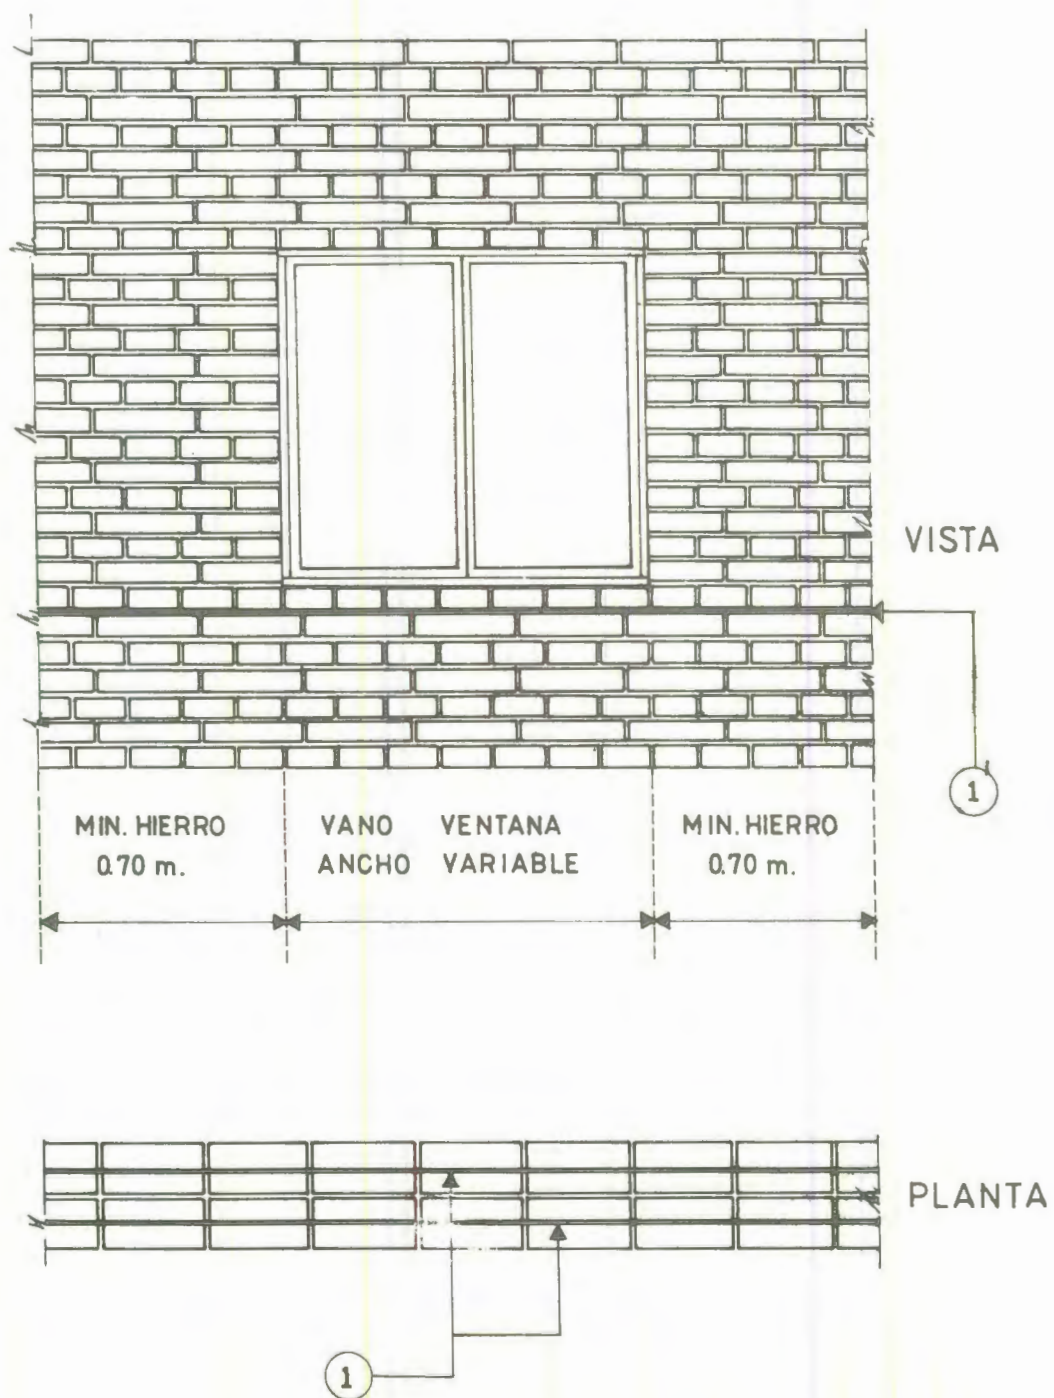 VISTA
1
MIN. HIERRO
0.70 m.
VANO VENTANA
ANCHO VARIABLE
MIN. HIERRO
0.70 m.
PLANTA
1